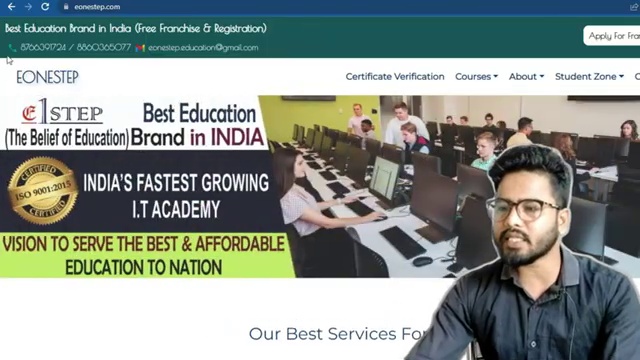 eonestep.com
Best Education Brand in India (Free Franchise & Registration)
8766391724 / 8860365077 eonestep.education@gmail.com
Apply For Fran
EONESTEP
Certificate Verification Courses About Student Zone
E1STEP
(The Belief of Education)
Best Education
Brand in INDIA
CERTIFIED
ISO 9001:2015
CERTIFIED
INDIA'S FASTEST GROWING
I.T ACADEMY
VISION TO SERVE THE BEST & AFFORDABLE
EDUCATION TO NATION
Our Best Services For